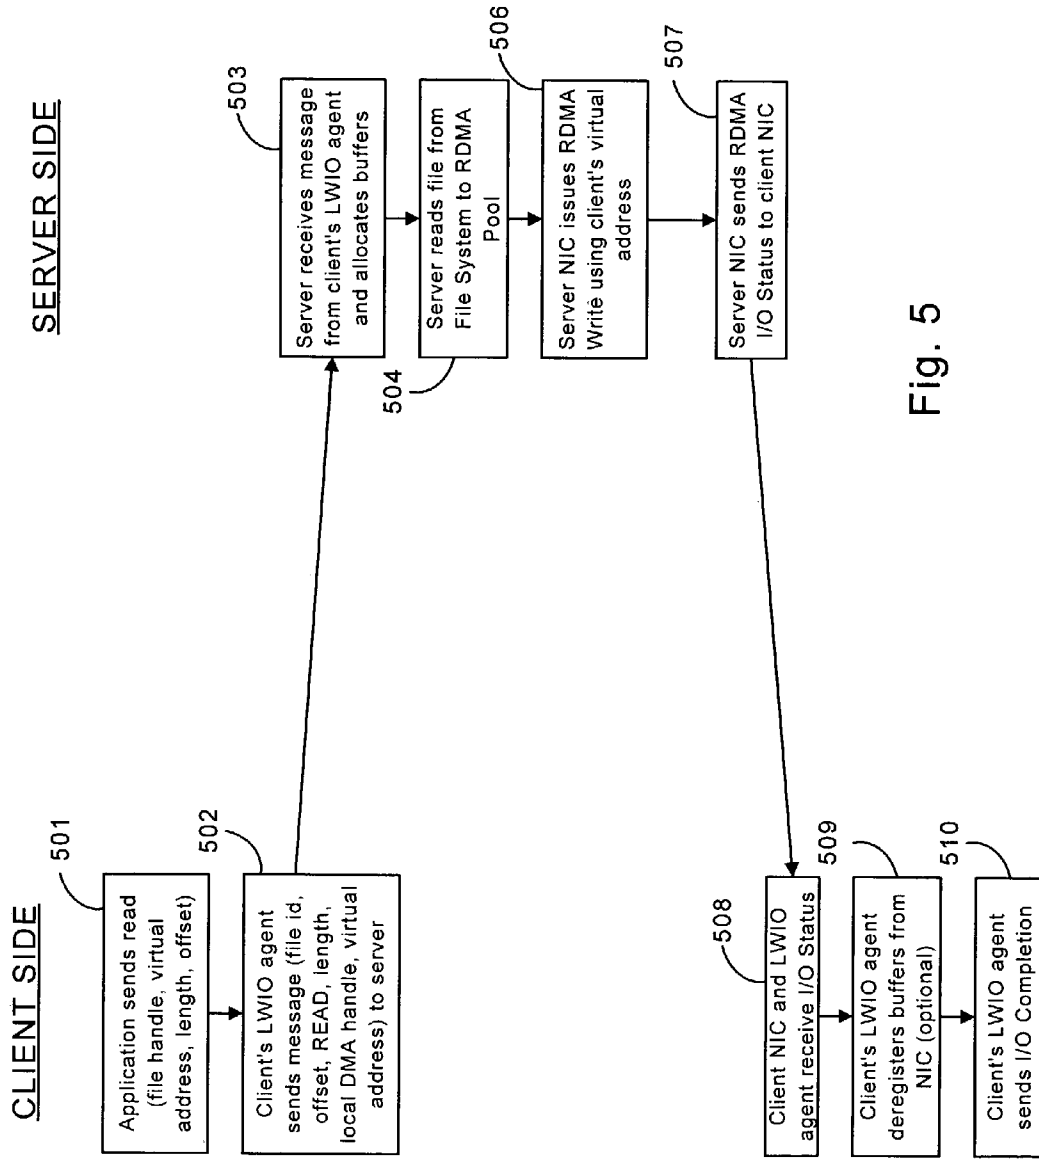 CLIENT SIDE
SERVER SIDE
501
Application sends read
(file handle, virtual
address, length, offset)
502
Client's LWIO agent
sends message (file id,
offset, READ, length,
local DMA handle, virtual
address) to server
503
Server receives message
from client's LWIO agent
and allocates buffers
504
Server reads file from
File System to RDMA
Pool
506
Server NIC issues RDMA
Write using client's virtual
address
507
Server NIC sends RDMA
I/O Status to client NIC
508
Client NIC and LWIO
agent receive I/O Status
509
Client's LWIO agent
deregisters buffers from
NIC (optional)
510
Client's LWIO agent
sends I/O Completion
Fig. 5